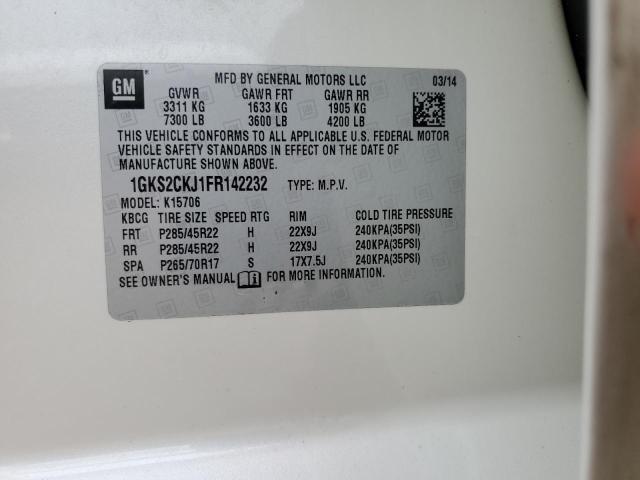 GM
MFD BY GENERAL MOTORS LLC 03/14
GVWR GAWR FRT GAWR RR
3311 KG 1633 KG 1905 KG
7300 LB 3600 LB 4200 LB
THIS VEHICLE CONFORMS TO ALL APPLICABLE U.S. FEDERAL MOTOR
VEHICLE SAFETY STANDARDS IN EFFECT ON THE DATE OF
MANUFACTURE SHOWN ABOVE.
1GKS2CKJ1FR142232 TYPE: M.P.V.
MODEL: K15706
KBCG TIRE SIZE SPEED RTG RIM COLD TIRE PRESSURE
FRT P285/45R22 H 22X9J 240KPA(35PSI)
RR P285/45R22 H 22X9J 240KPA(35PSI)
SPA P265/70R17 S 17X7.5J 240KPA(35PSI)
SEE OWNER'S MANUAL FOR MORE INFORMATION.